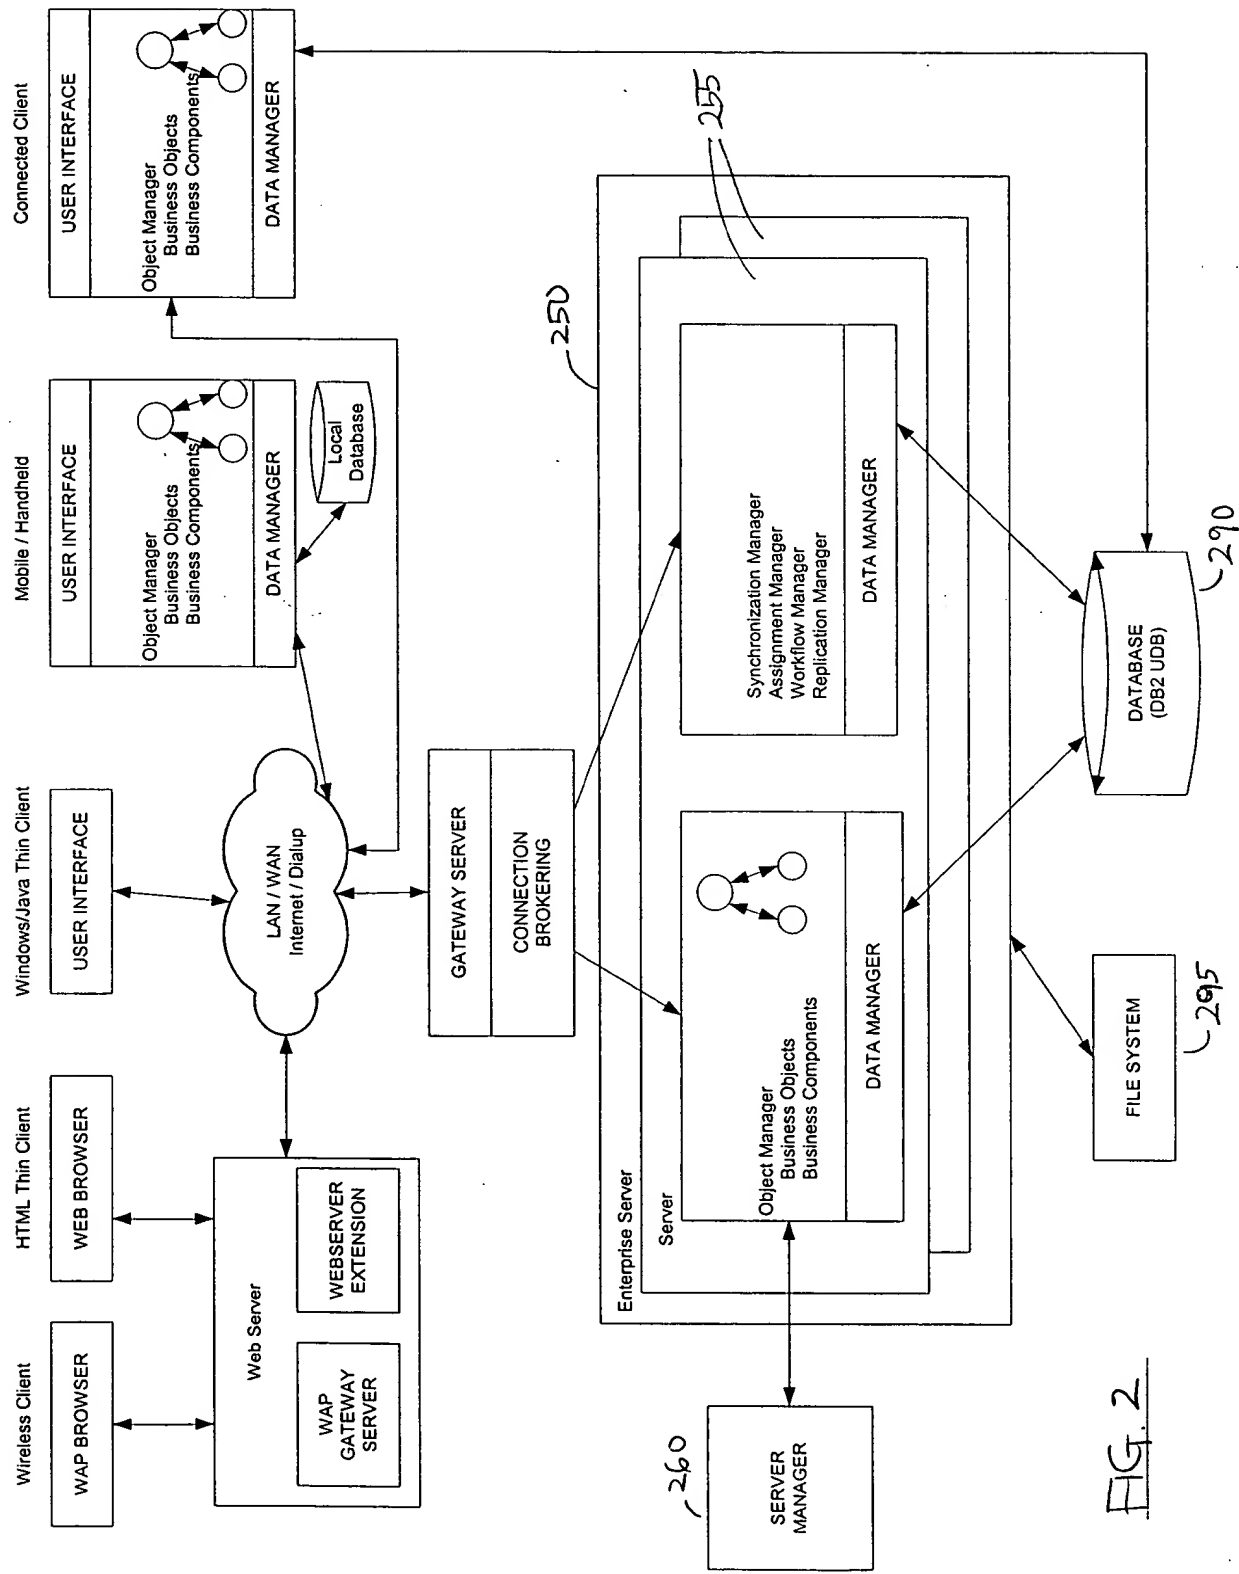 Wireless Client
HTML Thin Client
Windows/Java Thin Client
Mobile / Handheld
Connected Client
WAP BROWSER
WEB BROWSER
USER INTERFACE
USER INTERFACE
Object Manager
Business Objects
Business Components
DATA MANAGER
USER INTERFACE
Object Manager
Business Objects
Business Components
DATA MANAGER
Web Server
WAP
GATEWAY
SERVER
WEBSERVER
EXTENSION
LAN / WAN
Internet / Dialup
Local
Database
GATEWAY SERVER
CONNECTION
BROKERING
250
255
Enterprise Server
Server
Object Manager
Business Objects
Business Components
DATA MANAGER
Synchronization Manager
Assignment Manager
Workflow Manager
Replication Manager
DATA MANAGER
260
SERVER
MANAGER
FILE SYSTEM
295
DATABASE
(DB2 UDB)
290
FIG. 2